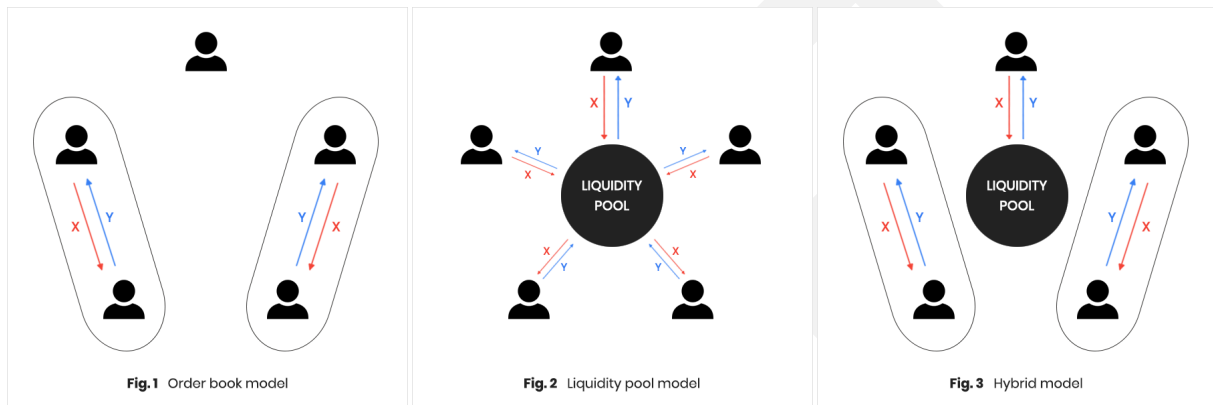 X
Y
Y
X
Fig. 1 Order book model
X
Y
Y
X
Y
X
LIQUIDITY
POOL
X
Y
X
Y
Fig. 2 Liquidity pool model
X
Y
LIQUIDITY
POOL
X
Y
Y
X
Fig. 3 Hybrid model